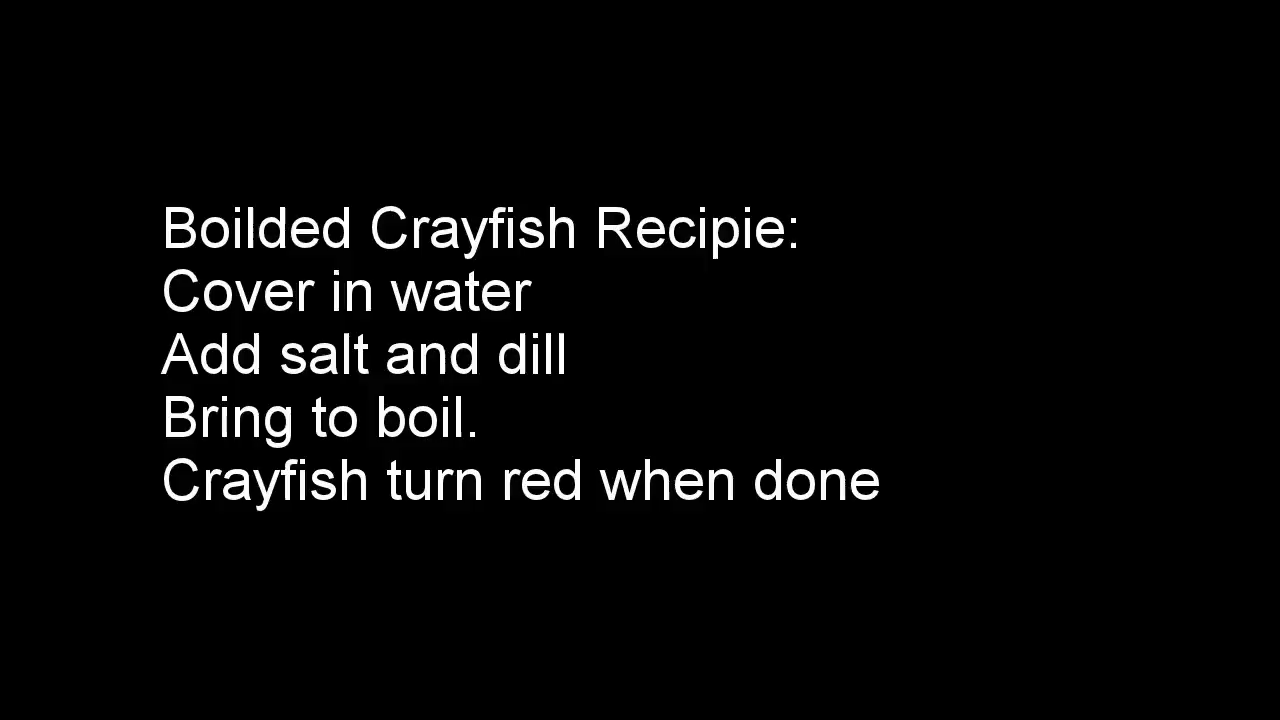 Boilded Crayfish Recipie:
Cover in water
Add salt and dill
Bring to boil.
Crayfish turn red when done